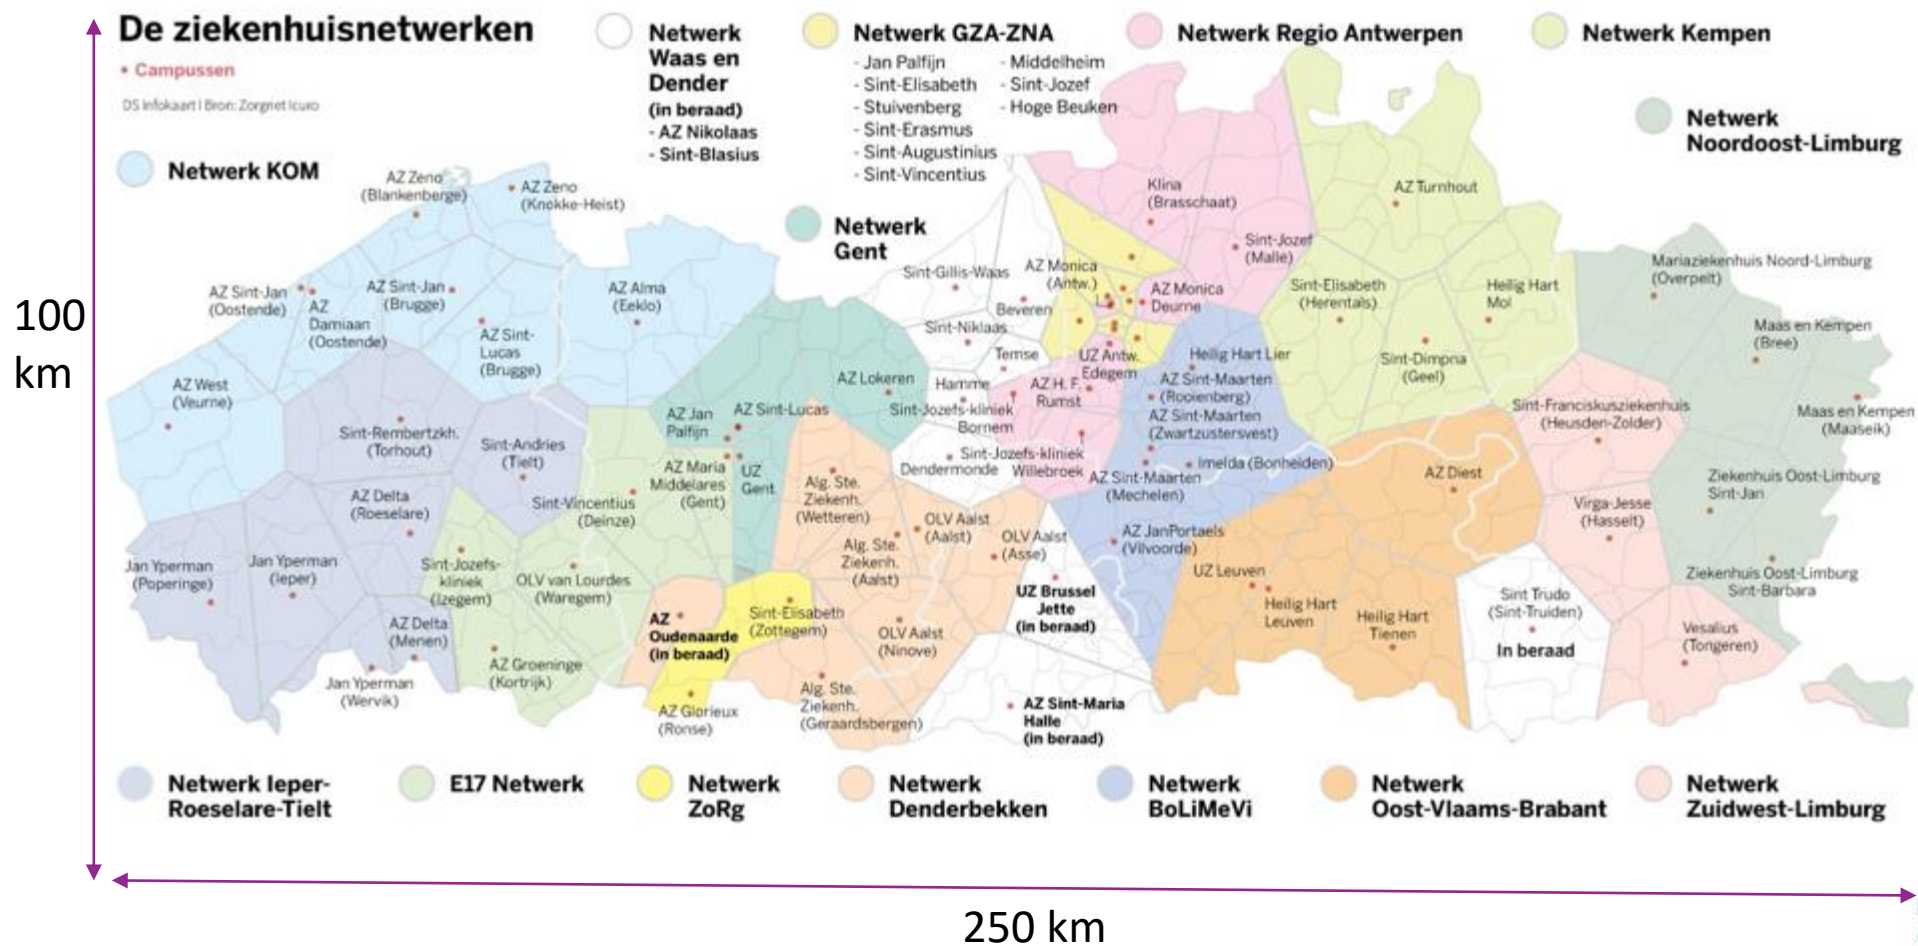 De ziekenhuisnetwerken
• Campussen
DS Infokaart | Bron: Zorgnet Icuro
Netwerk
Waas en
Dender
(in beraad)
- AZ Nikolaas
- Sint-Blasius
Netwerk GZA-ZNA
- Jan Palfijn
- Sint-Elisabeth
- Stuivenberg
- Sint-Erasmus
- Sint-Augustinius
- Sint-Vincentius
- Middelheim
- Sint-Jozef
- Hoge Beuken
Netwerk Regio Antwerpen
Netwerk Kempen
Netwerk
Noordoost-Limburg
Netwerk KOM
Netwerk
Gent
100
km
AZ Zeno
(Blankenberge)
AZ Zeno
(Knokke-Heist)
AZ Sint-Jan
(Oostende)
AZ
Damiaan
(Oostende)
AZ Sint-Jan
(Brugge)
AZ Sint-
Lucas
(Brugge)
AZ Alma
(Eeklo)
AZ West
(Veurne)
Sint-Rembertzkh.
(Torhout)
Sint-Andries
(Tielt)
AZ Delta
(Roeselare)
Jan Yperman
(Poperinge)
Jan Yperman
(Ieper)
AZ Delta
(Menen)
Jan Yperman
(Wervik)
Sint-Jozefs-
kliniek
(Izegem)
OLV van Lourdes
(Waregem)
AZ Groeninge
(Kortrijk)
Sint-Vincentius
(Deinze)
AZ Maria
Middelares
(Gent)
AZ Jan
Palfijn
AZ Sint-Lucas
UZ
Gent
AZ Lokeren
Sint-Gillis-Waas
Beveren
Sint-Niklaas
Temse
Hamme
Sint-Jozefs-kliniek
Bornem
Dendermonde
Sint-Jozefs-kliniek
Willebroek
AZ Monica
(Antw.)
AZ Monica
Deurne
UZ Antw.
Edegem
AZ H. F.
Rumst
Klina
(Brasschaat)
Sint-Jozef
(Malle)
AZ Turnhout
Sint-Elisabeth
(Herentals)
Heilig Hart
Mol
Sint-Dimpna
(Geel)
Heilig Hart Lier
AZ Sint-Maarten
(Rooienberg)
AZ Sint-Maarten
(Zwartzustersvest)
AZ Sint-Maarten
(Mechelen)
Imelda (Bonheiden)
AZ JanPortaels
(Vilvoorde)
Mariaziekenhuis Noord-Limburg
(Overpelt)
Maas en Kempen
(Bree)
Maas en Kempen
(Maaseik)
Ziekenhuis Oost-Limburg
Sint-Jan
Ziekenhuis Oost-Limburg
Sint-Barbara
Sint-Franciskusziekenhuis
(Heusden-Zolder)
Virga-Jesse
(Hasselt)
Vesalius
(Tongeren)
Sint Trudo
(Sint-Truiden)
In beraad
AZ Diest
UZ Leuven
Heilig Hart
Leuven
Heilig Hart
Tienen
Alg. Ste.
Ziekenh.
(Wetteren)
Alg. Ste.
Ziekenh.
(Aalst)
OLV Aalst
(Aalst)
OLV Aalst
(Asse)
OLV Aalst
(Ninove)
Alg. Ste.
Ziekenh.
(Geraardsbergen)
UZ Brussel
Jette
(in beraad)
AZ Sint-Maria
Halle
(in beraad)
AZ
Oudenaarde
(in beraad)
Sint-Elisabeth
(Zottegem)
AZ Glorieux
(Ronse)
Netwerk Ieper-
Roeselare-Tielt
E17 Netwerk
Netwerk
ZoRg
Netwerk
Denderbekken
Netwerk
BoLiMeVi
Netwerk
Oost-Vlaams-Brabant
Netwerk
Zuidwest-Limburg
250 km